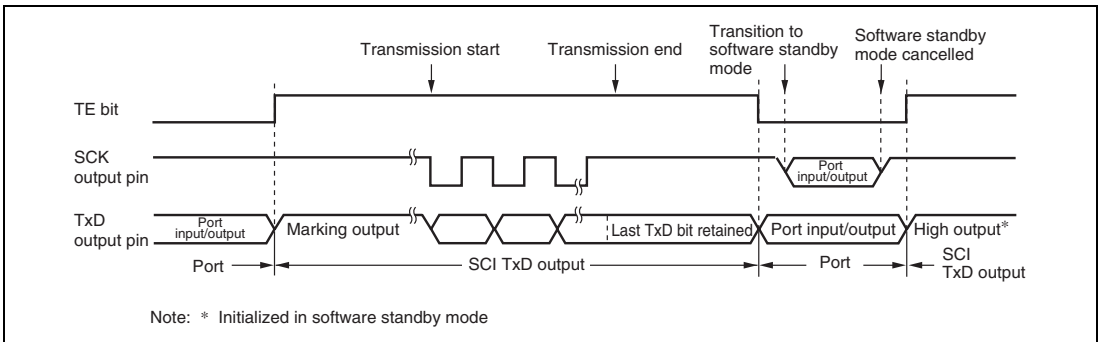 Transmission start
Transmission end
Transition to
software standby
mode
Software standby
mode cancelled
TE bit
SCK
output pin
Port
input/output
TxD
output pin
Port
input/output
Marking output
Last TxD bit retained
Port input/output
High output*
Port
SCI TxD output
Port
SCI
TxD output
Note: * Initialized in software standby mode